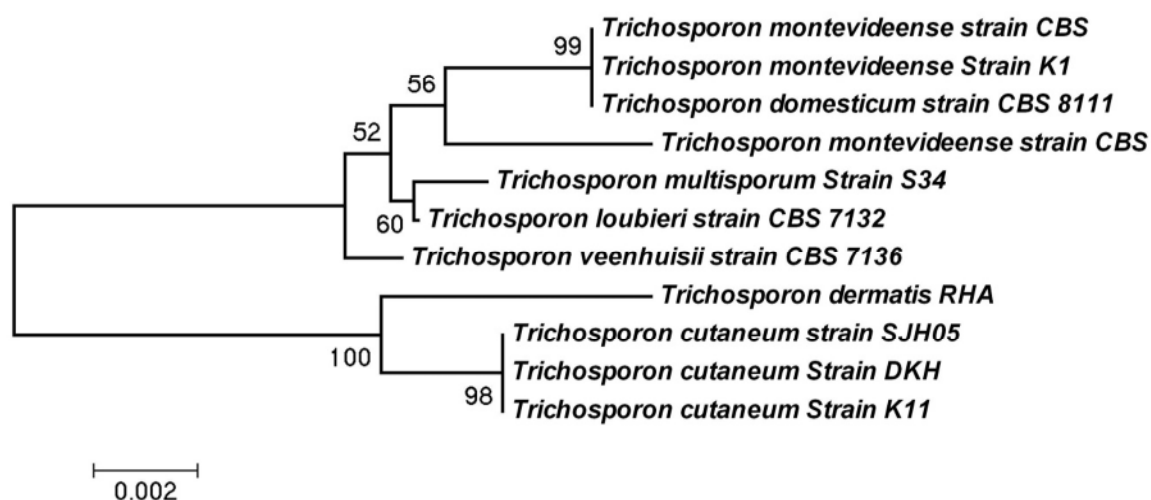 Trichosporon montevideense strain CBS
99
Trichosporon montevideense Strain K1
56
Trichosporon domesticum strain CBS 8111
52
Trichosporon montevideense strain CBS
Trichosporon multisporum Strain S34
60
Trichosporon loubieri strain CBS 7132
Trichosporon veenhuisii strain CBS 7136
Trichosporon dermatis RHA
Trichosporon cutaneum strain SJH05
100
Trichosporon cutaneum Strain DKH
98
Trichosporon cutaneum Strain K11
0.002